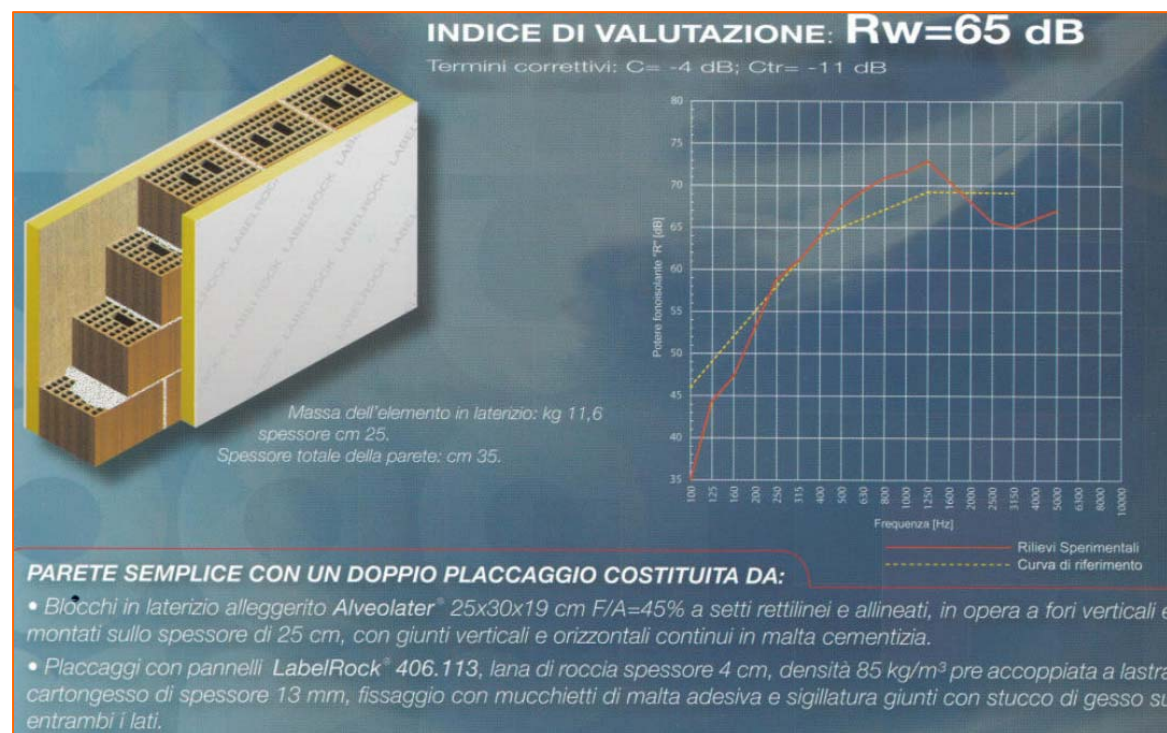 INDICE DI VALUTAZIONE: Rw=65 dB
Termini correttivi: C= -4 dB; Ctr= -11 dB
80
75
70
65
60
55
50
45
40
35
Potere fonoisolante "R" [dB]
100 125 160 200 250 315 400 500 630 800 1000 1250 1600 2000 2500 3150 4000 5000 6300 8000 10000
Frequenza [Hz]
Rilievi Sperimentali
Curva di riferimento
LABELROCK LABELROCK LABELROCK
Massa dell'elemento in laterizio: kg 11,6
spessore cm 25.
Spessore totale della parete: cm 35.
PARETE SEMPLICE CON UN DOPPIO PLACCAGGIO COSTITUITA DA:
• Blocchi in laterizio alleggerito Alveolater® 25x30x19 cm F/A=45% a setti rettilinei e allineati, in opera a fori verticali e
montati sullo spessore di 25 cm, con giunti verticali e orizzontali continui in malta cementizia.
• Placcaggi con pannelli LabelRock® 406.113, lana di roccia spessore 4 cm, densità 85 kg/m³ pre accoppiata a lastra
cartongesso di spessore 13 mm, fissaggio con mucchietti di malta adesiva e sigillatura giunti con stucco di gesso su
entrambi i lati.